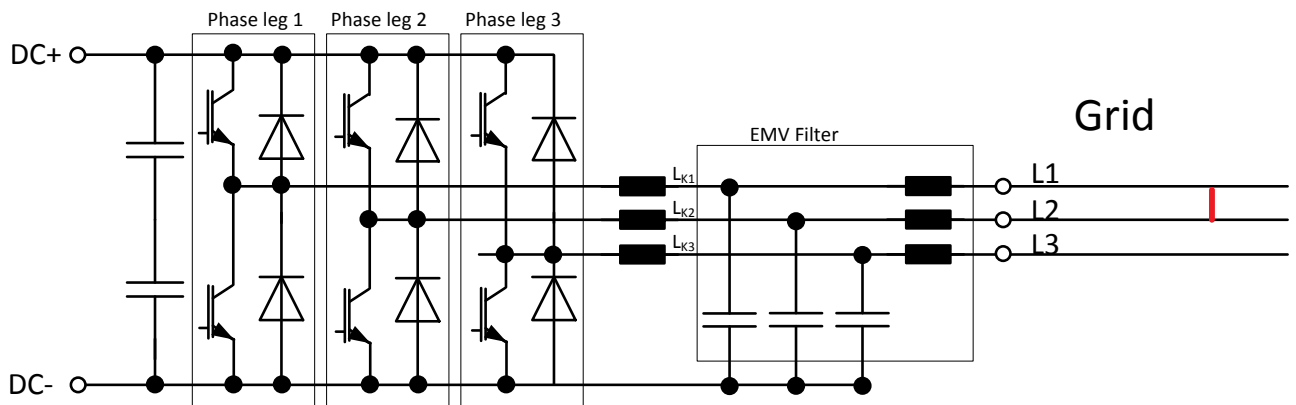 Phase leg 1
Phase leg 2
Phase leg 3
DC+
Grid
EMV Filter
LK1
L1
LK2
L2
LK3
L3
DC-